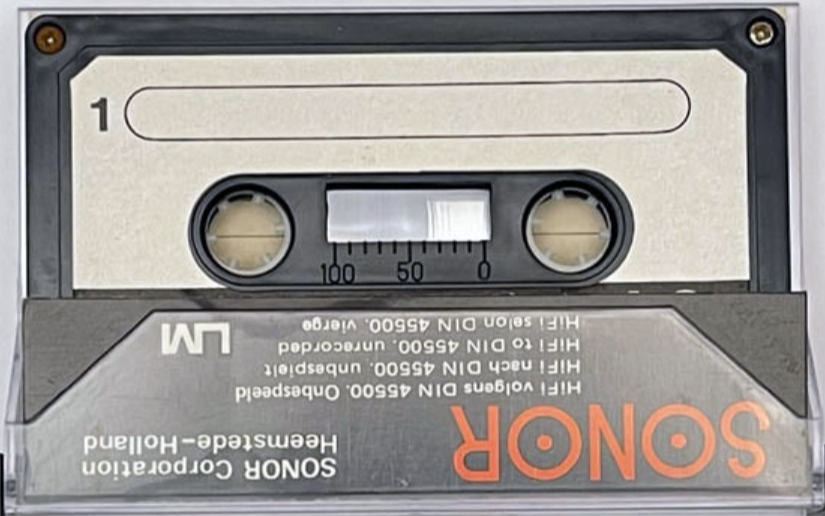 1
100 50 0
SONOR
SONOR Corporation
Heemstede-Holland
HiFi volgens DIN 45500. Onbespeeld
HiFi nach DIN 45500. unbespielt
HiFi to DIN 45500. unrecorded
HiFi selon DIN 45500. vierge